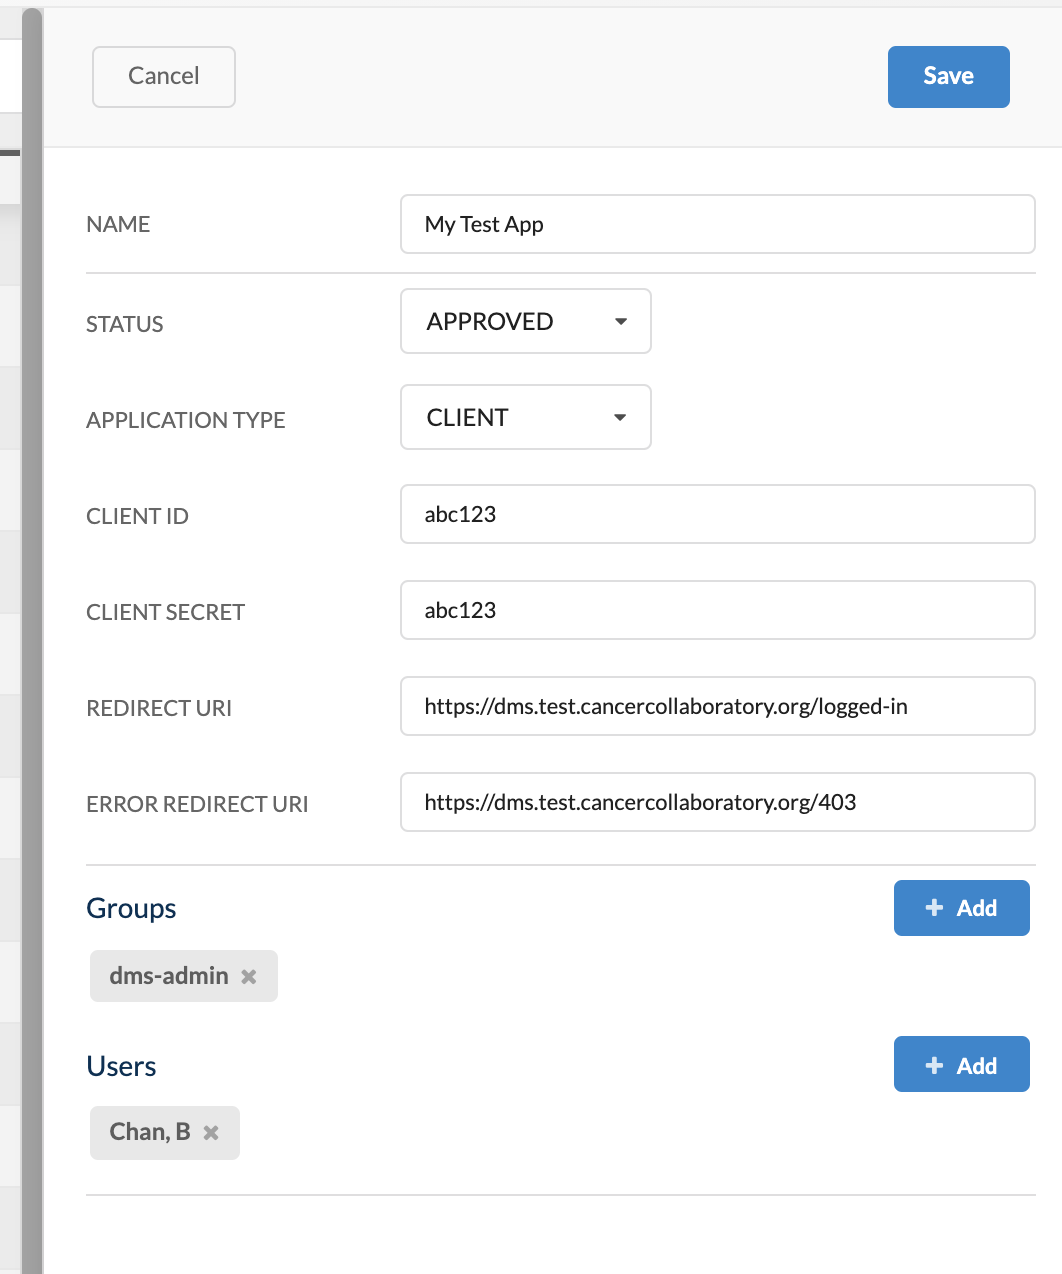 Cancel
Save
NAME
My Test App
STATUS
APPROVED
APPLICATION TYPE
CLIENT
CLIENT ID
abc123
CLIENT SECRET
abc123
REDIRECT URI
https://dms.test.cancercollaboratory.org/logged-in
ERROR REDIRECT URI
https://dms.test.cancercollaboratory.org/403
Groups
Add
dms-admin
Users
Add
Chan, B